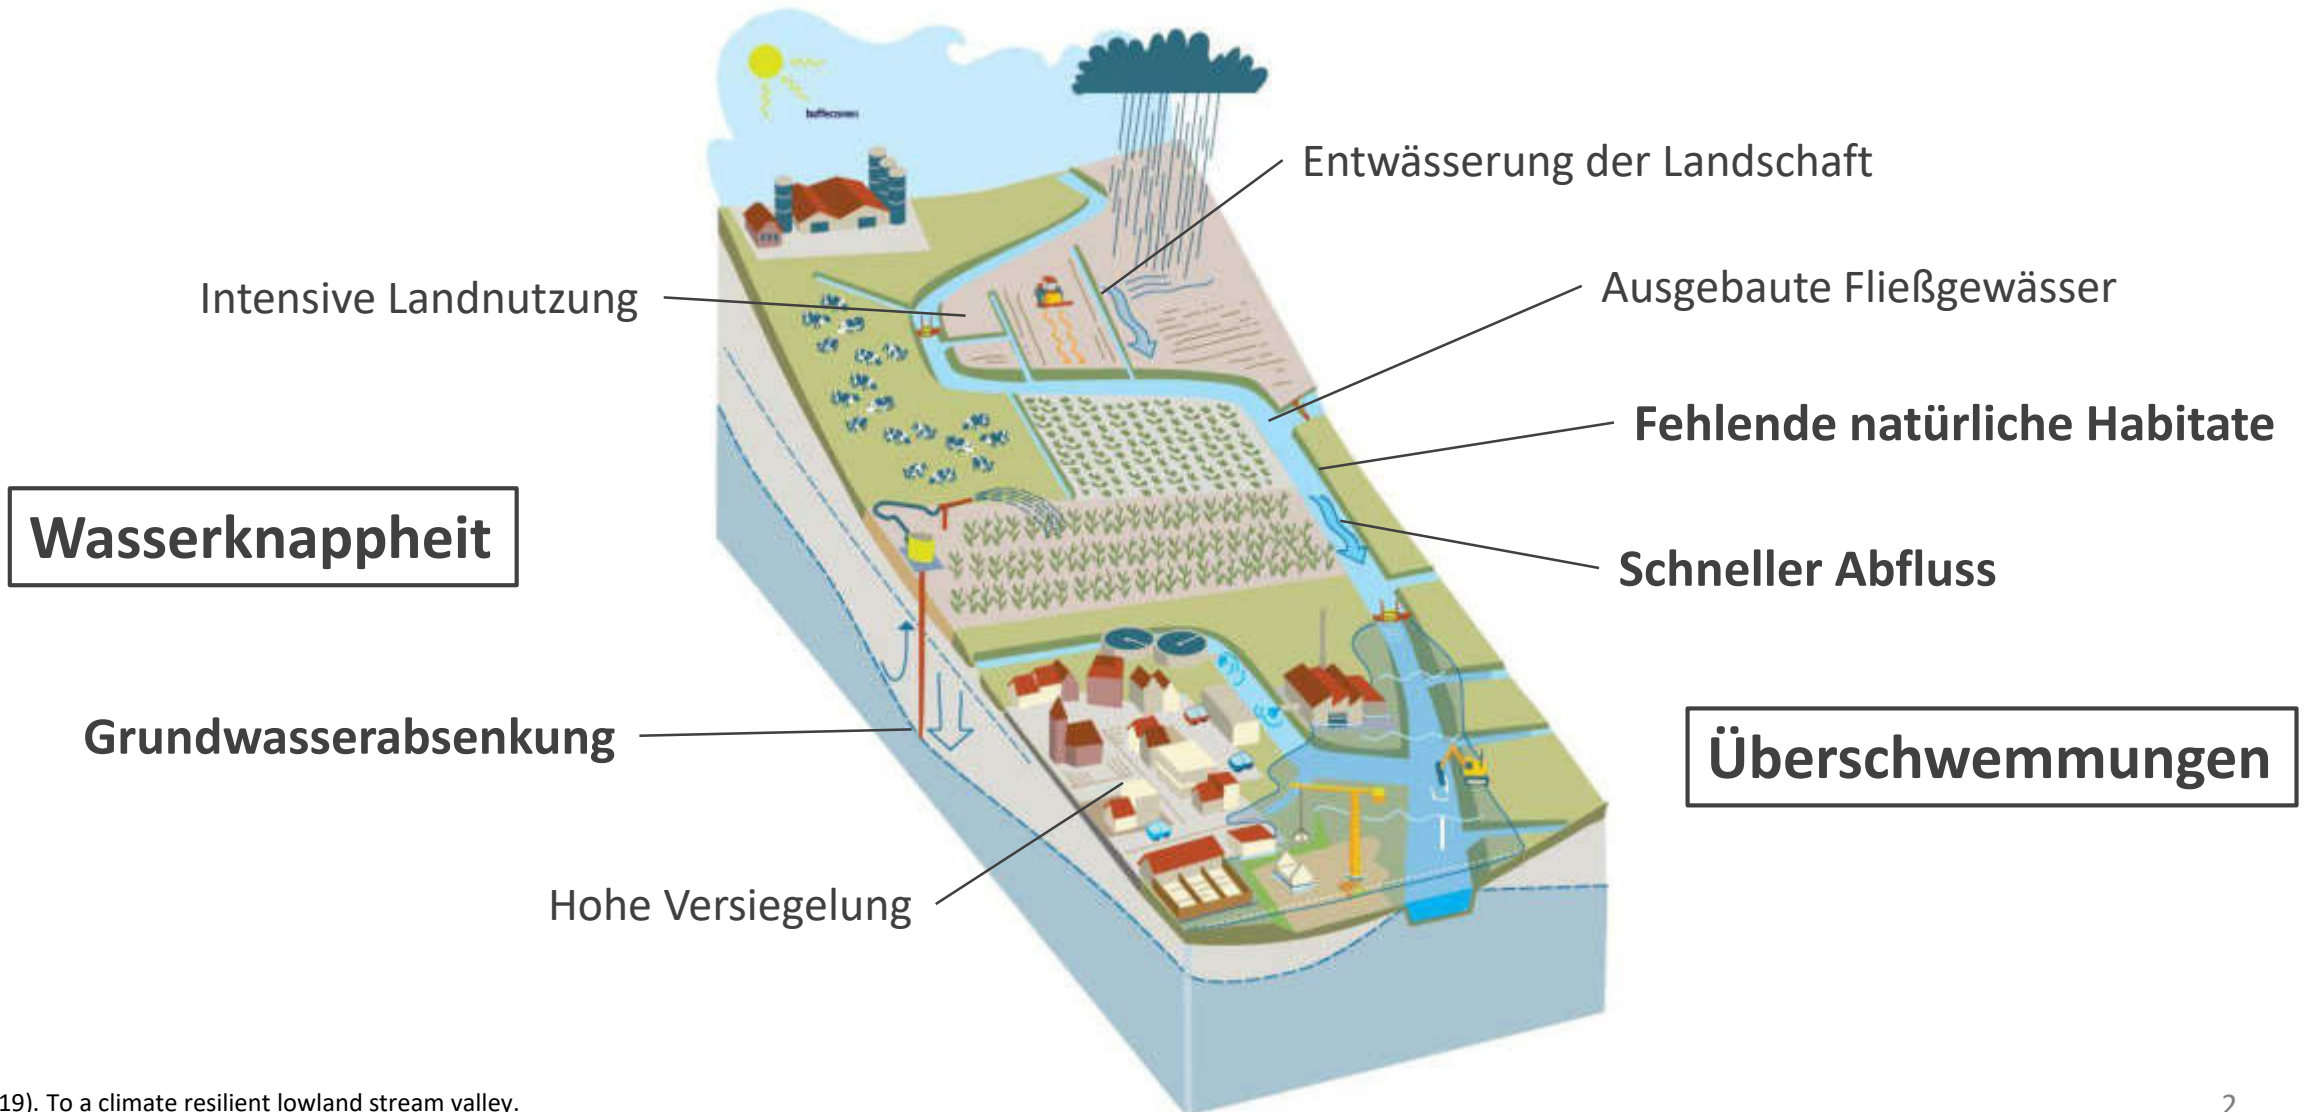 bufferzones
Entwässerung der Landschaft
Intensive Landnutzung
Ausgebaute Fließgewässer
Fehlende natürliche Habitate
Wasserknappheit
Schneller Abfluss
Grundwasserabsenkung
Überschwemmungen
Hohe Versiegelung
19). To a climate resilient lowland stream valley.
2